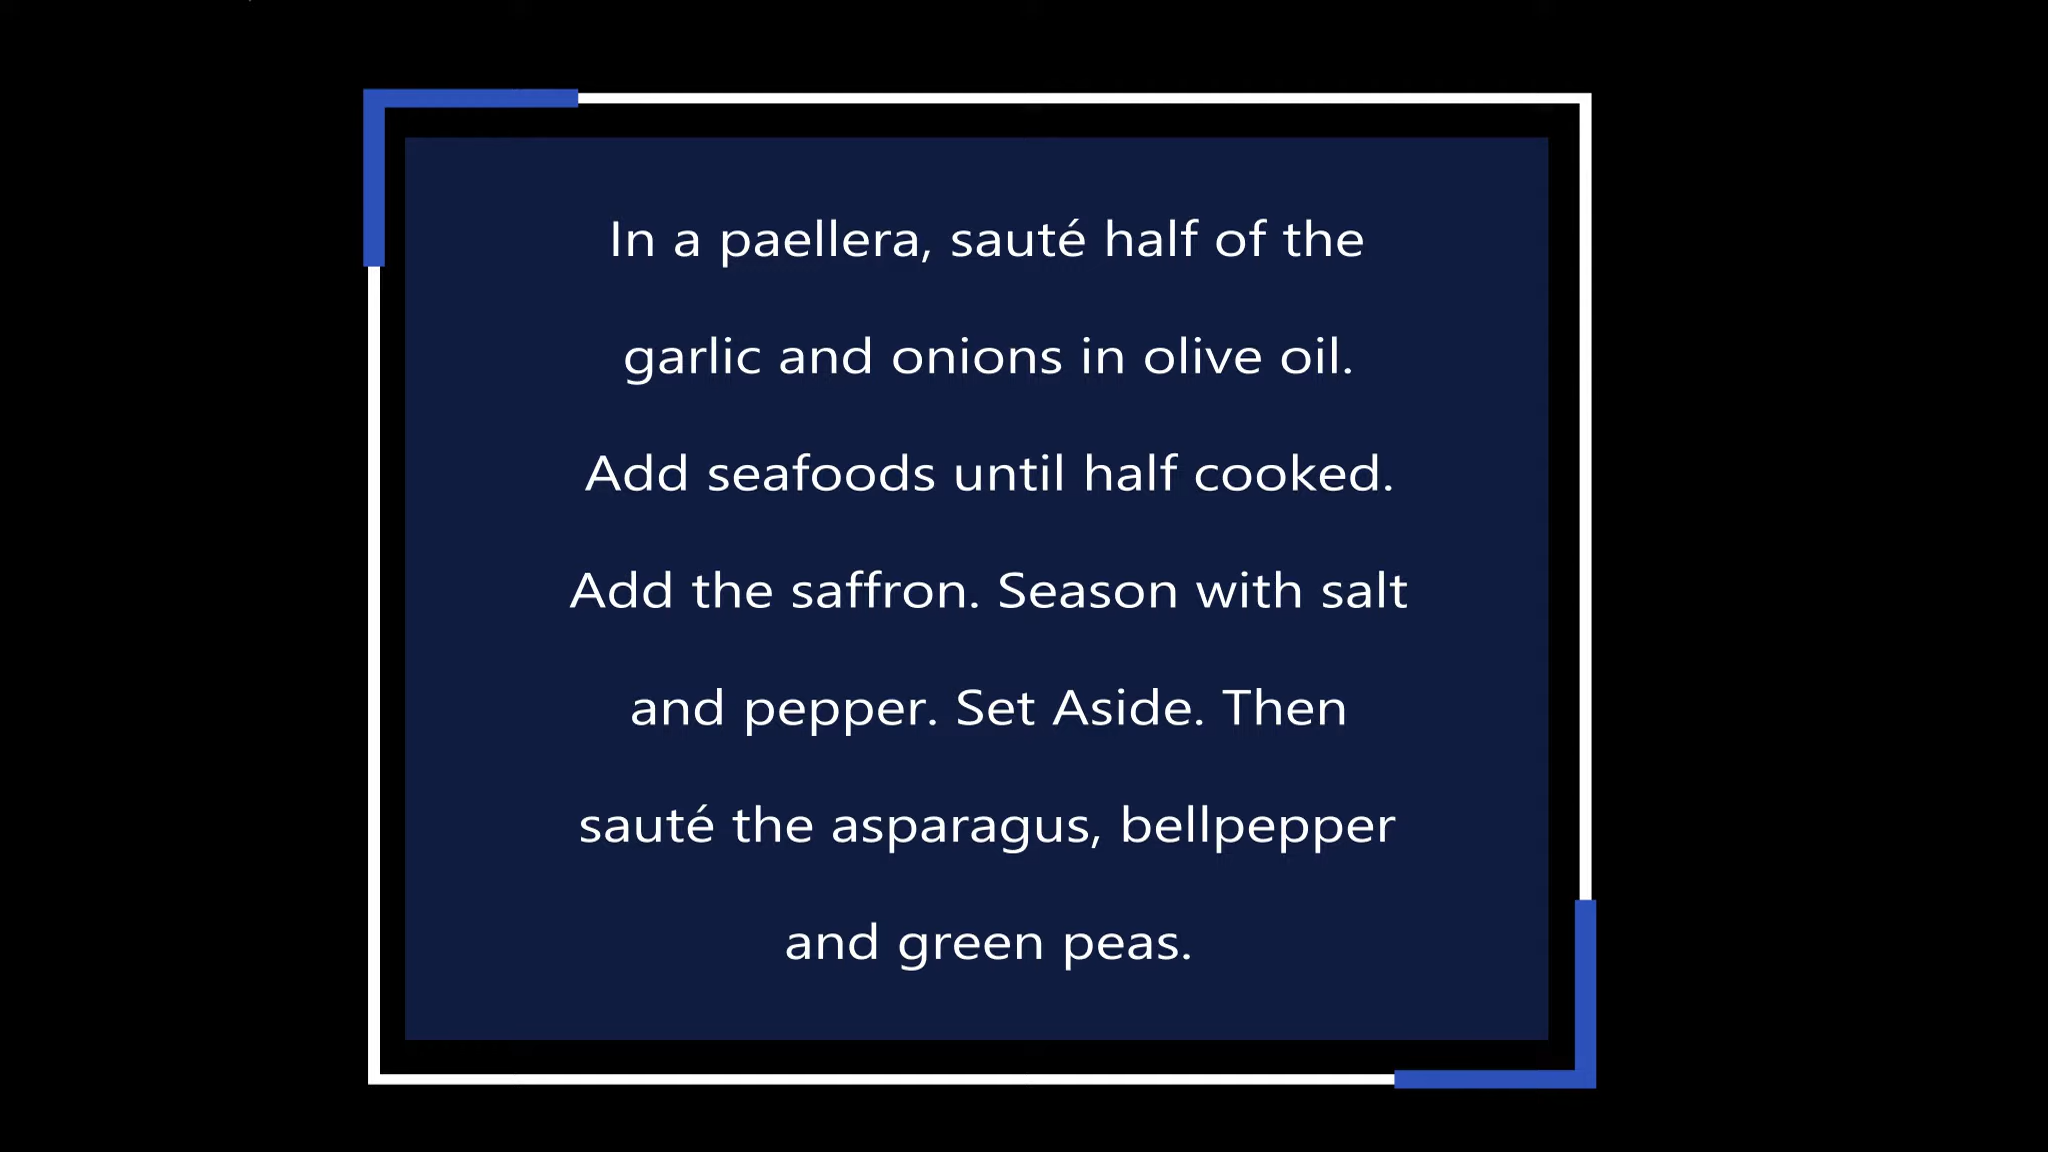 In a paellera, sauté half of the
garlic and onions in olive oil.
Add seafoods until half cooked.
Add the saffron. Season with salt
and pepper. Set Aside. Then
sauté the asparagus, bellpepper
and green peas.